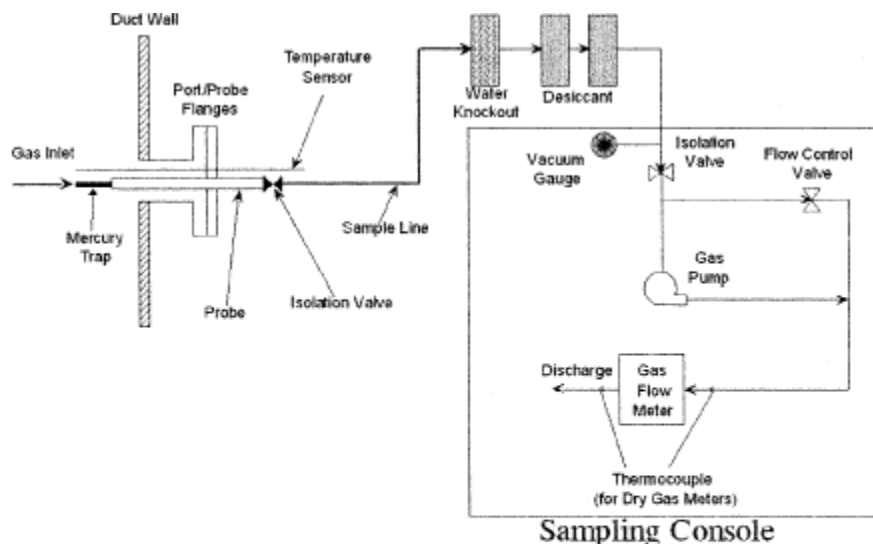 Duct Wall
Temperature
Sensor
Port/Probe
Flanges
Gas Inlet
Mercury
Trap
Probe
Isolation Valve
Sample Line
Water
Knockout
Desiccant
Vacuum
Gauge
Isolation
Valve
Flow Control
Valve
Gas
Pump
Discharge
Gas
Flow
Meter
Thermocouple
(for Dry Gas Meters)
Sampling Console